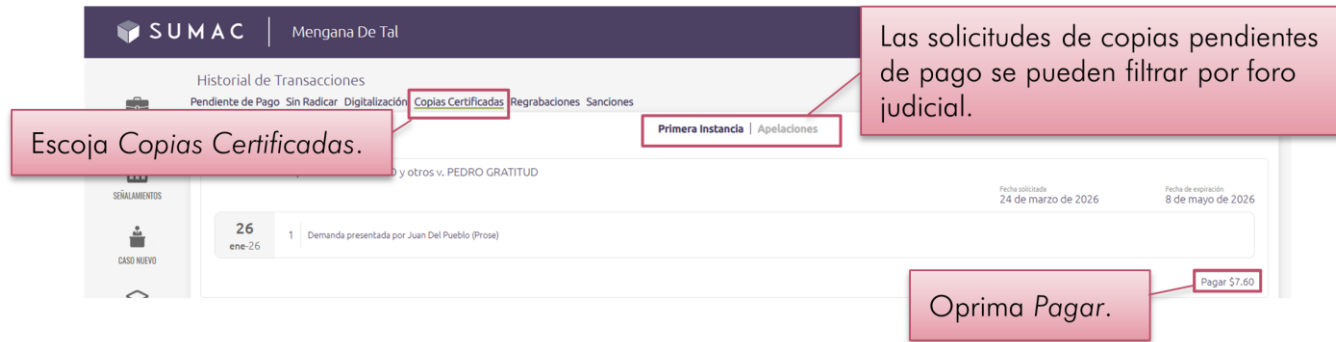 SUMAC | Mengana De Tal
Las solicitudes de copias pendientes
de pago se pueden filtrar por foro
judicial.
Historial de Transacciones
Pendiente de Pago Sin Radicar Digitalización Copias Certificadas Regrabaciones Sanciones
Primera Instancia | Apelaciones
Escoja Copias Certificadas.
y otros v. PEDRO GRATITUD
Fecha solicitada
24 de marzo de 2026
Fecha de expiración
8 de mayo de 2026
SEÑALAMIENTOS
26
ene-26
1 Demanda presentada por Juan Del Pueblo (Prose)
CASO NUEVO
Pagar $7.60
Oprima Pagar.